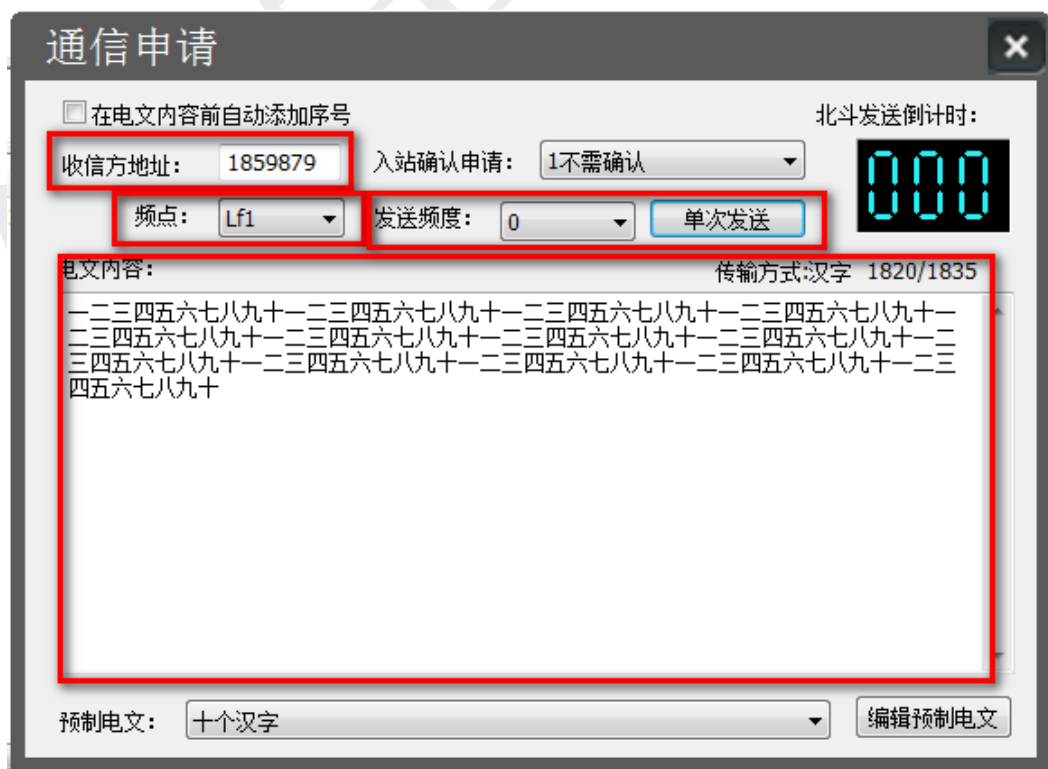 通信申请
在电文内容前自动添加序号
北斗发送倒计时:
收信方地址: 1859879 入站确认申请: 1不需确认
000
频点: Lf1 发送频度: 0 单次发送
电文内容: 传输方式:汉字 1820/1835
一二三四五六七八九十一二三四五六七八九十一二三四五六七八九十一二三四五六七八九十一
二三四五六七八九十一二三四五六七八九十一二三四五六七八九十一二三四五六七八九十一二
三四五六七八九十一二三四五六七八九十一二三四五六七八九十一二三四五六七八九十一二三
四五六七八九十
预制电文: 十个汉字 编辑预制电文